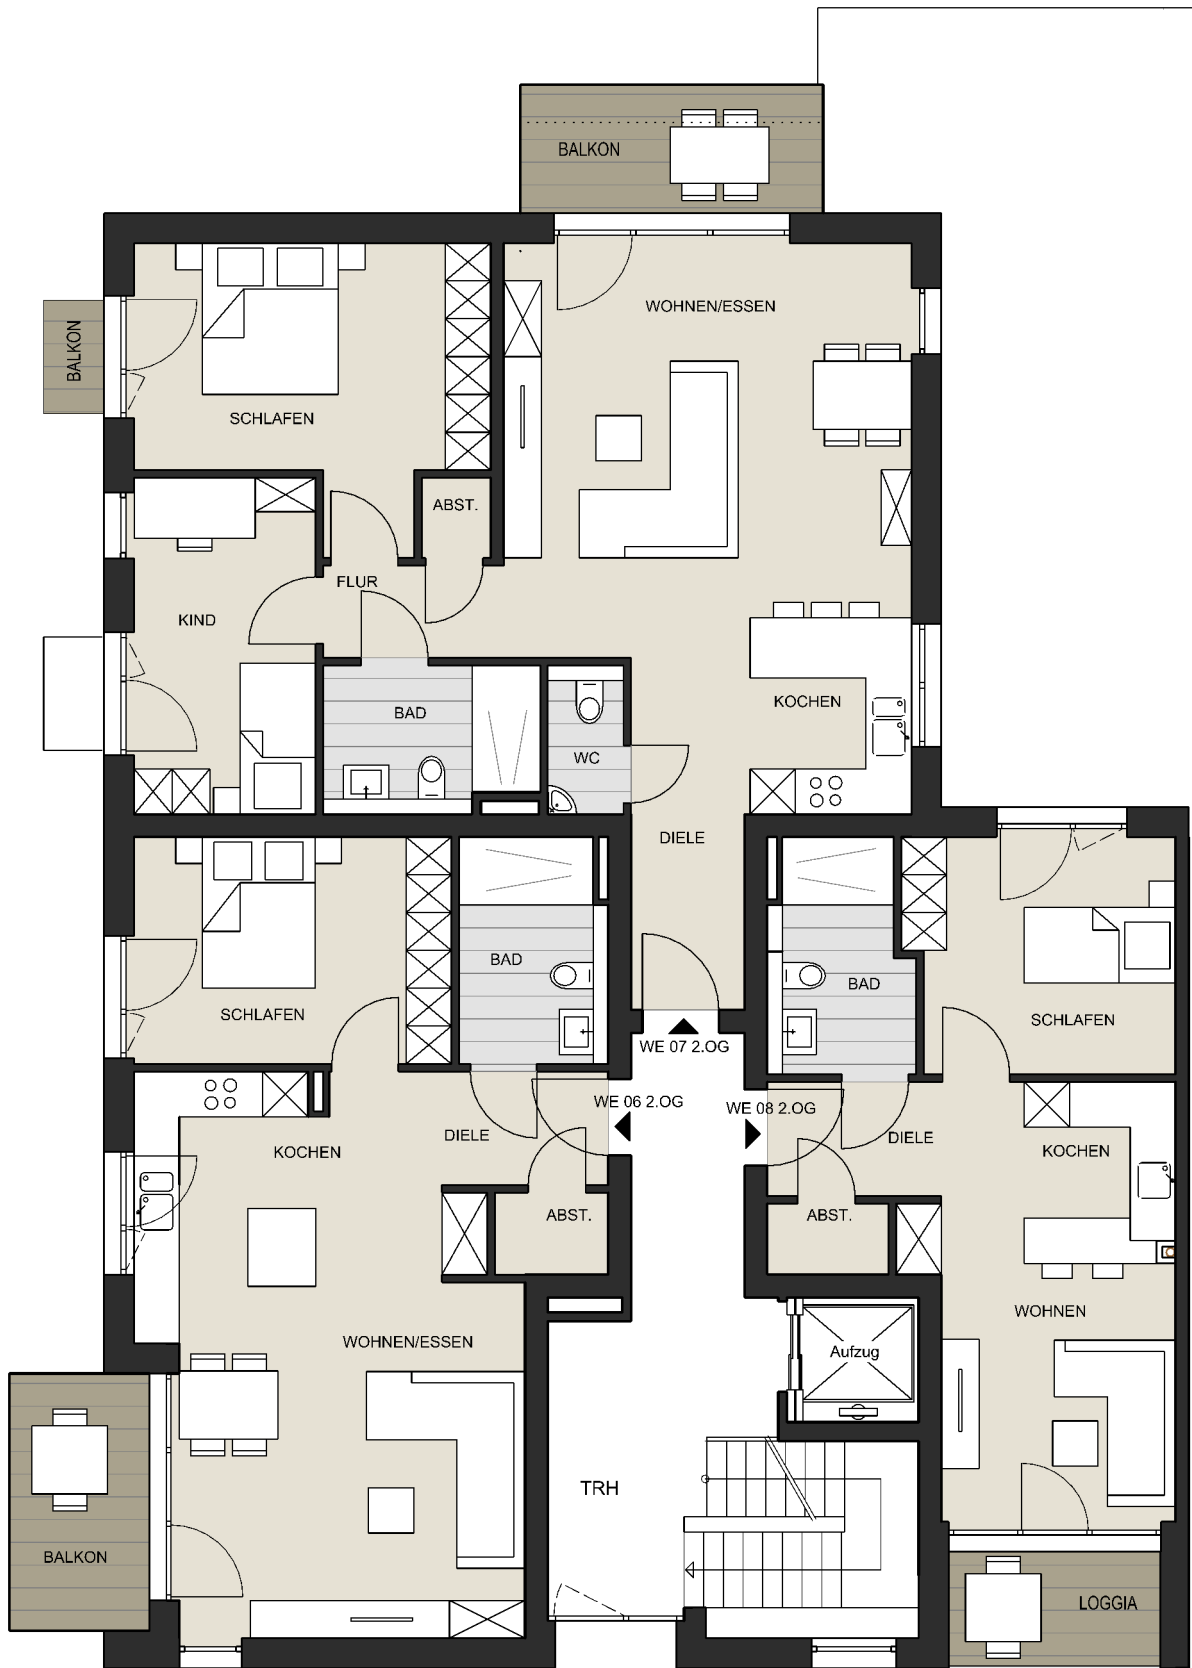 BALKON
WOHNEN/ESSEN
BALKON
SCHLAFEN
ABST.
FLUR
KIND
KOCHEN
BAD
WC
DIELE
BAD
BAD
SCHLAFEN
SCHLAFEN
WE 07 2.OG
WE 06 2.OG
WE 08 2.OG
DIELE
DIELE
KOCHEN
KOCHEN
ABST.
ABST.
WOHNEN
WOHNEN/ESSEN
Aufzug
TRH
BALKON
LOGGIA